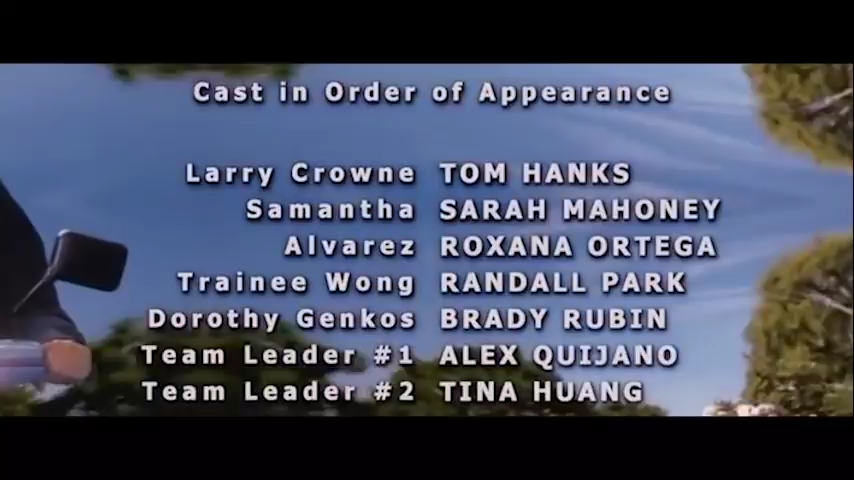 Cast in Order of Appearance
Larry Crowne TOM HANKS
Samantha SARAH MAHONEY
Alvarez ROXANA ORTEGA
Trainee Wong RANDALL PARK
Dorothy Genkos BRADY RUBIN
Team Leader #1 ALEX QUIJANO
Team Leader #2 TINA HUANG